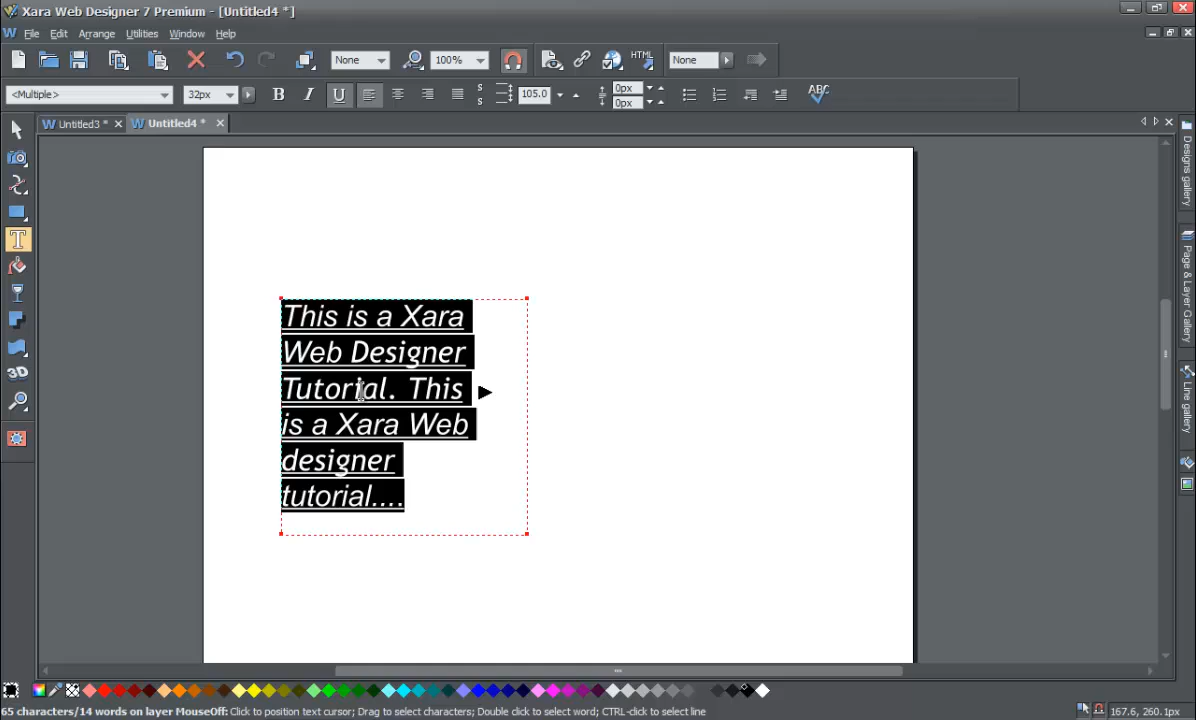 Xara Web Designer 7 Premium - [Untitled4 *]
W File Edit Arrange Utilities Window Help
None 100% HTML None
<Multiple> 32px B I U S S 105.0 0px 0px ABC
W Untitled3 * W Untitled4 *
This is a Xara
Web Designer
Tutorial. This
is a Xara Web
designer
tutorial....
T
3D
Designs gallery
Page & Layer Gallery
Line gallery
65 characters/14 words on layer MouseOff: Click to position text cursor; Drag to select characters; Double click to select word; CTRL-click to select line
167.6, 260.1px